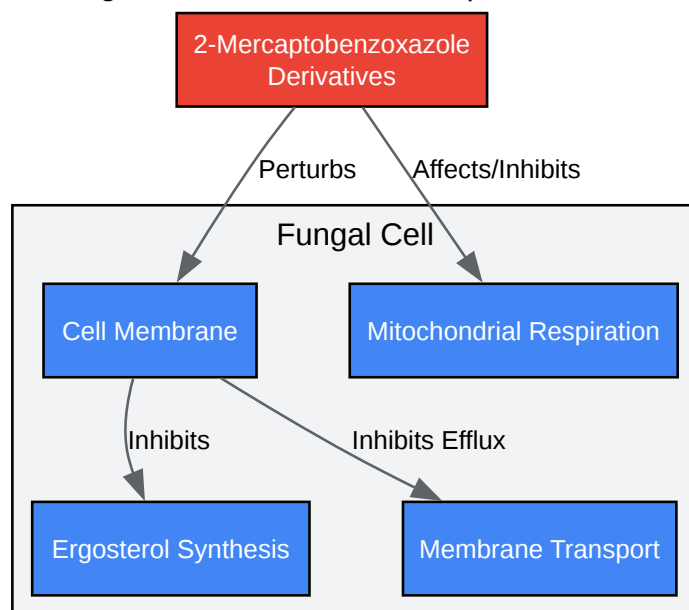 2-Mercaptobenzoxazole
Derivatives
Perturbs
Affects/Inhibits
Fungal Cell
Cell Membrane
Mitochondrial Respiration
Inhibits
Inhibits Efflux
Ergosterol Synthesis
Membrane Transport